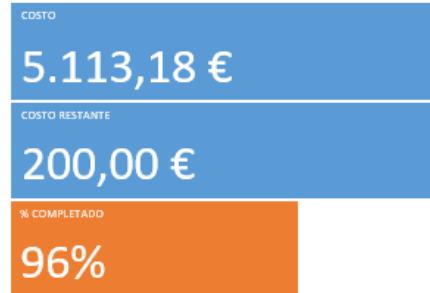 COSTO
5.113,18 €
COSTO RESTANTE
200,00 €
% COMPLETADO
96%